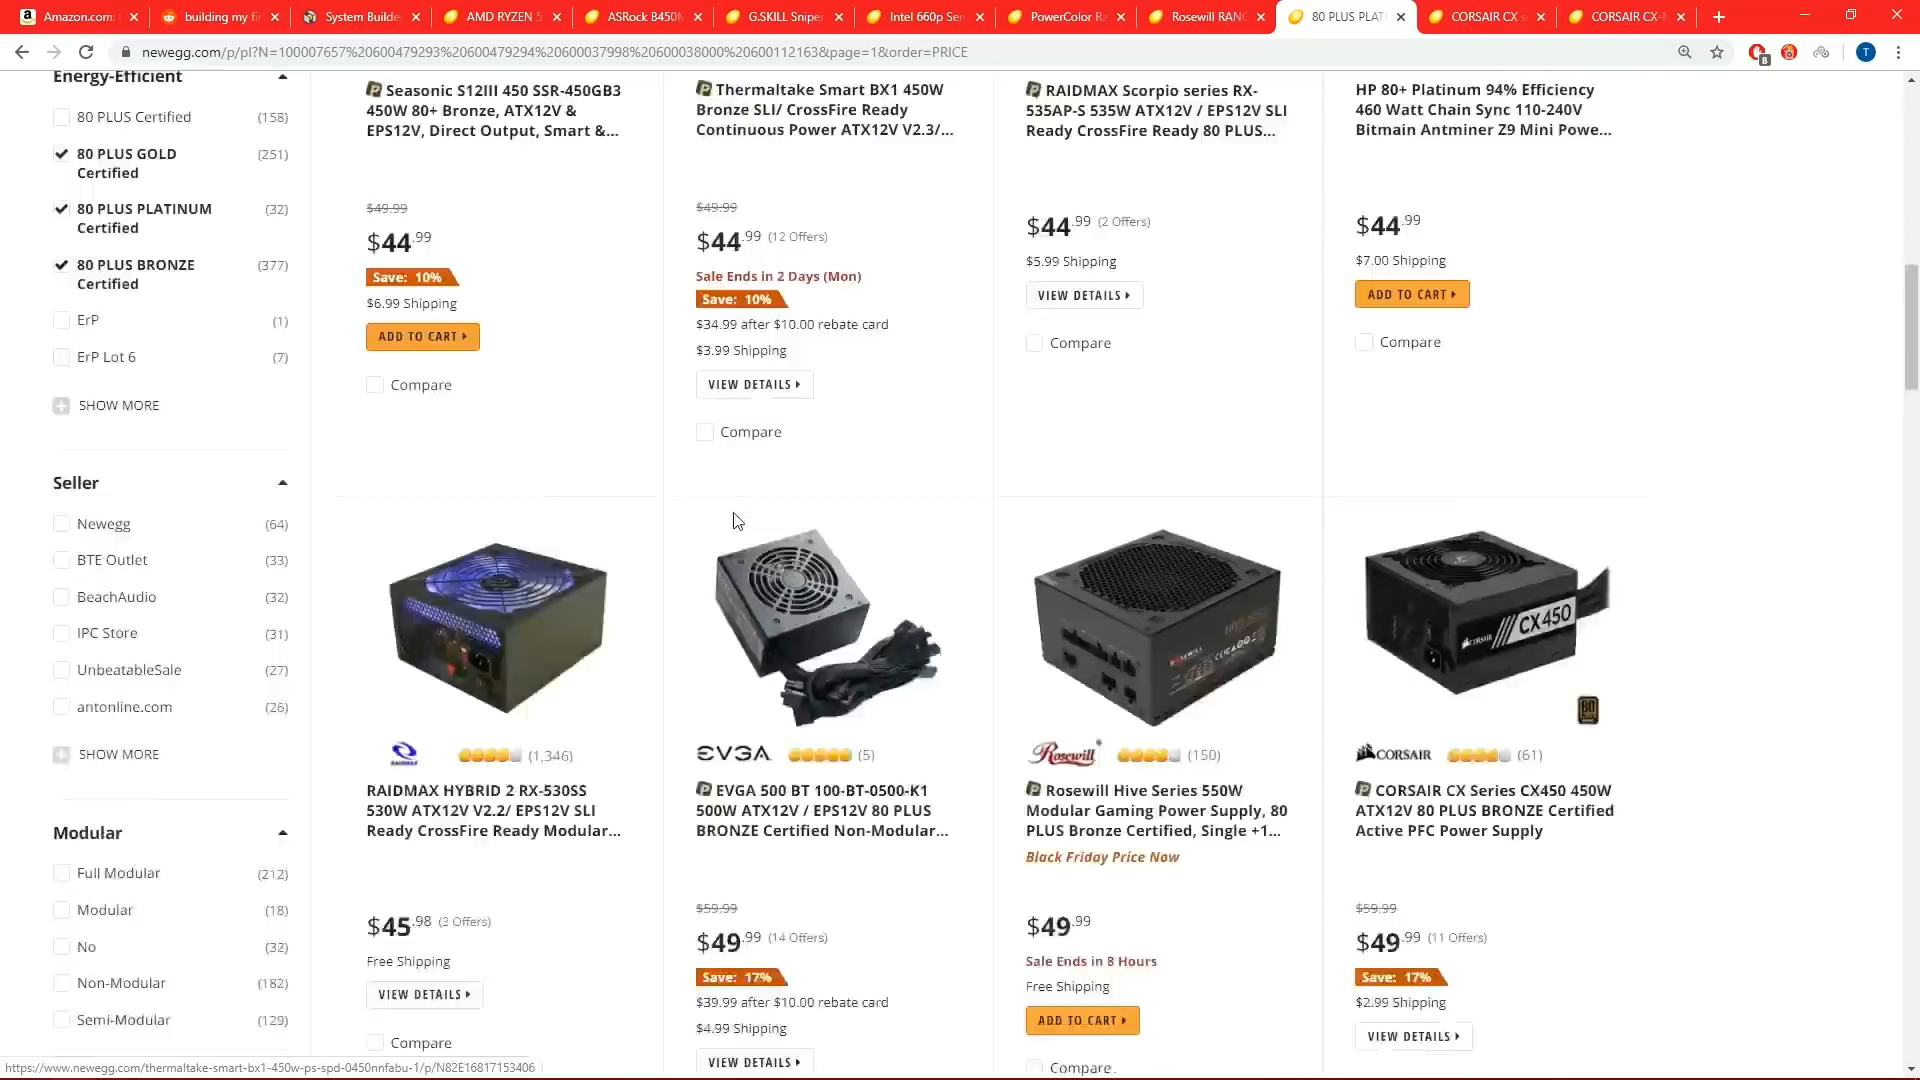 Amazon.com:
building my fi
System Builde
AMD RYZEN 5
ASRock B450M
G.SKILL Sniper
Intel 660p Ser
PowerColor Ra
Rosewill RANG
80 PLUS PLATI
CORSAIR CX s
CORSAIR CX-M
newegg.com/p/pl?N=100007657%20600479293%20600479294%20600037998%20600038000%20600112163&page=1&order=PRICE
8
T
Energy-Efficient
80 PLUS Certified (158)
80 PLUS GOLD (251)
Certified
80 PLUS PLATINUM (32)
Certified
80 PLUS BRONZE (377)
Certified
ErP (1)
ErP Lot 6 (7)
SHOW MORE
Seller
Newegg (64)
BTE Outlet (33)
BeachAudio (32)
IPC Store (31)
UnbeatableSale (27)
antonline.com (26)
SHOW MORE
Modular
Full Modular (212)
Modular (18)
No (32)
Non-Modular (182)
Semi-Modular (129)
Seasonic S12III 450 SSR-450GB3
450W 80+ Bronze, ATX12V &
EPS12V, Direct Output, Smart &...
$49.99
$44.99
Save: 10%
$6.99 Shipping
ADD TO CART
Compare
Thermaltake Smart BX1 450W
Bronze SLI/ CrossFire Ready
Continuous Power ATX12V V2.3/...
$49.99
$44.99 (12 Offers)
Sale Ends in 2 Days (Mon)
Save: 10%
$34.99 after $10.00 rebate card
$3.99 Shipping
VIEW DETAILS
Compare
RAIDMAX Scorpio series RX-
535AP-S 535W ATX12V / EPS12V SLI
Ready CrossFire Ready 80 PLUS...
$44.99 (2 Offers)
$5.99 Shipping
VIEW DETAILS
Compare
HP 80+ Platinum 94% Efficiency
460 Watt Chain Sync 110-240V
Bitmain Antminer Z9 Mini Powe...
$44.99
$7.00 Shipping
ADD TO CART
Compare
RAIDMAX
(1,346)
RAIDMAX HYBRID 2 RX-530SS
530W ATX12V V2.2/ EPS12V SLI
Ready CrossFire Ready Modular...
$45.98 (3 Offers)
Free Shipping
VIEW DETAILS
Compare
EVGA
(5)
EVGA 500 BT 100-BT-0500-K1
500W ATX12V / EPS12V 80 PLUS
BRONZE Certified Non-Modular...
$59.99
$49.99 (14 Offers)
Save: 17%
$39.99 after $10.00 rebate card
$4.99 Shipping
VIEW DETAILS
Rosewill
(150)
Rosewill Hive Series 550W
Modular Gaming Power Supply, 80
PLUS Bronze Certified, Single +1...
Black Friday Price Now
$49.99
Sale Ends in 8 Hours
Free Shipping
ADD TO CART
Compare
CORSAIR
CX450
80
CORSAIR
(61)
CORSAIR CX Series CX450 450W
ATX12V 80 PLUS BRONZE Certified
Active PFC Power Supply
$59.99
$49.99 (11 Offers)
Save: 17%
$2.99 Shipping
VIEW DETAILS
https://www.newegg.com/thermaltake-smart-bx1-450w-ps-spd-0450nnfabu-1/p/N82E16817153406